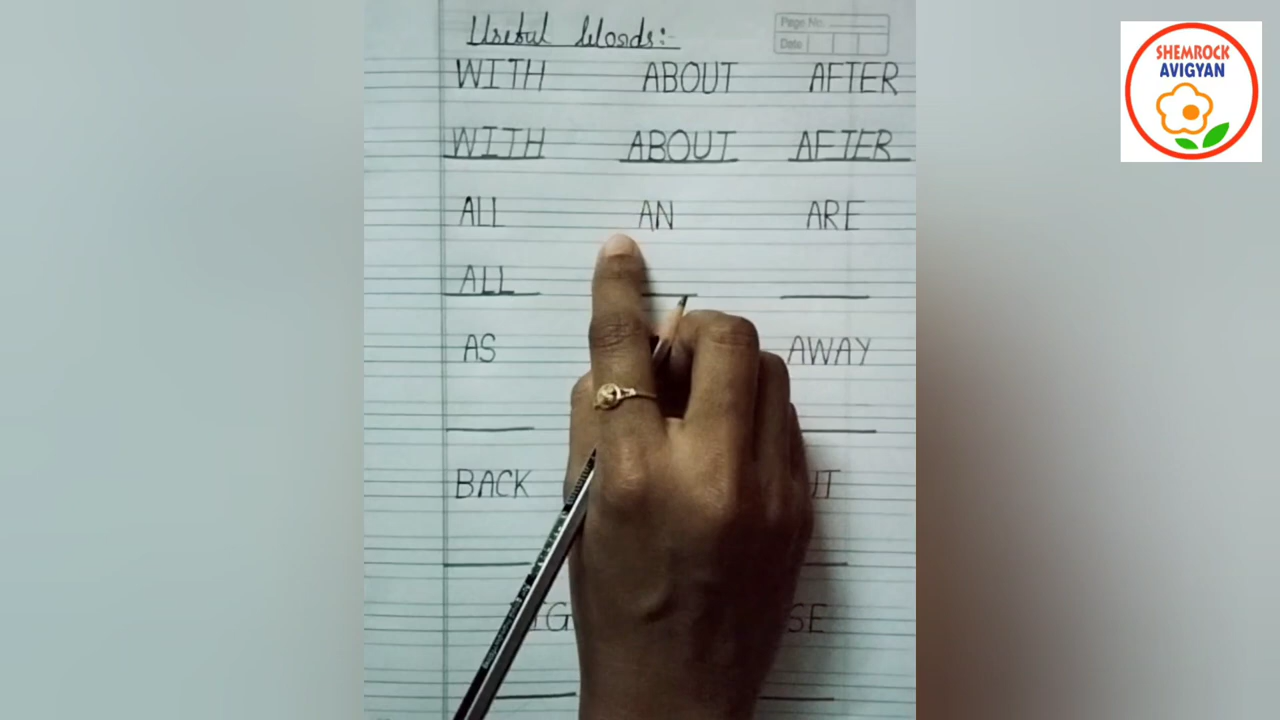 Useful Words:-
Page No.
Date
SHEMROCK
AVIGYAN
WITH ABOUT AFTER
WITH ABOUT AFTER
ALL AN ARE
ALL
AS AWAY
BACK